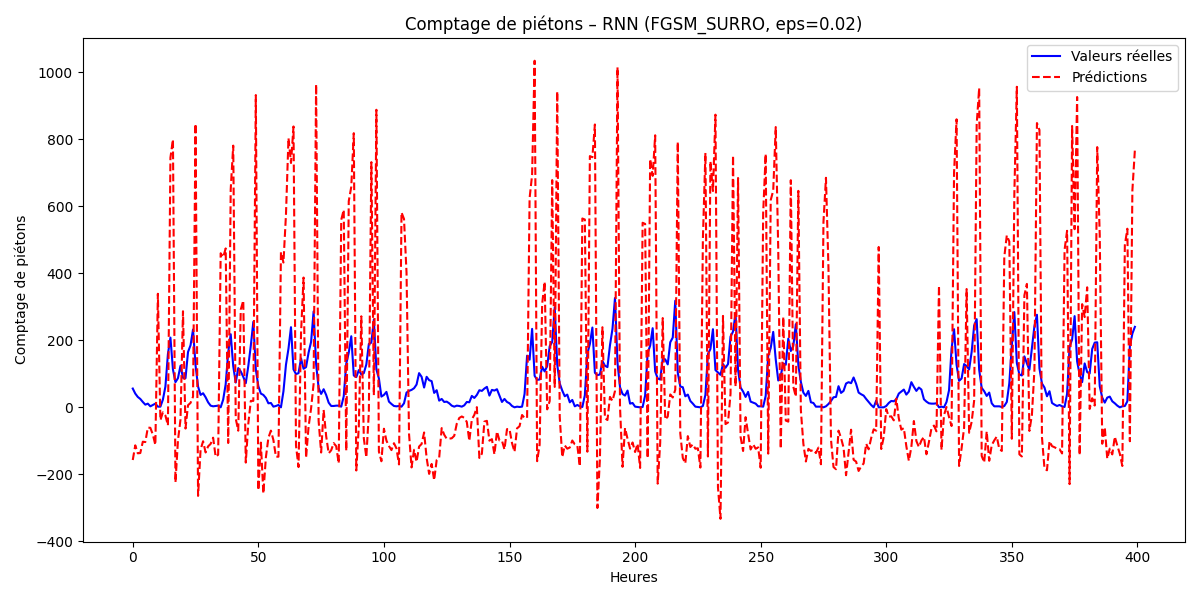 Comptage de piétons – RNN (FGSM_SURRO, eps=0.02)
Valeurs réelles
Prédictions
Comptage de piétons
1000
800
600
400
200
0
−200
−400
0 50 100 150 200 250 300 350 400
Heures